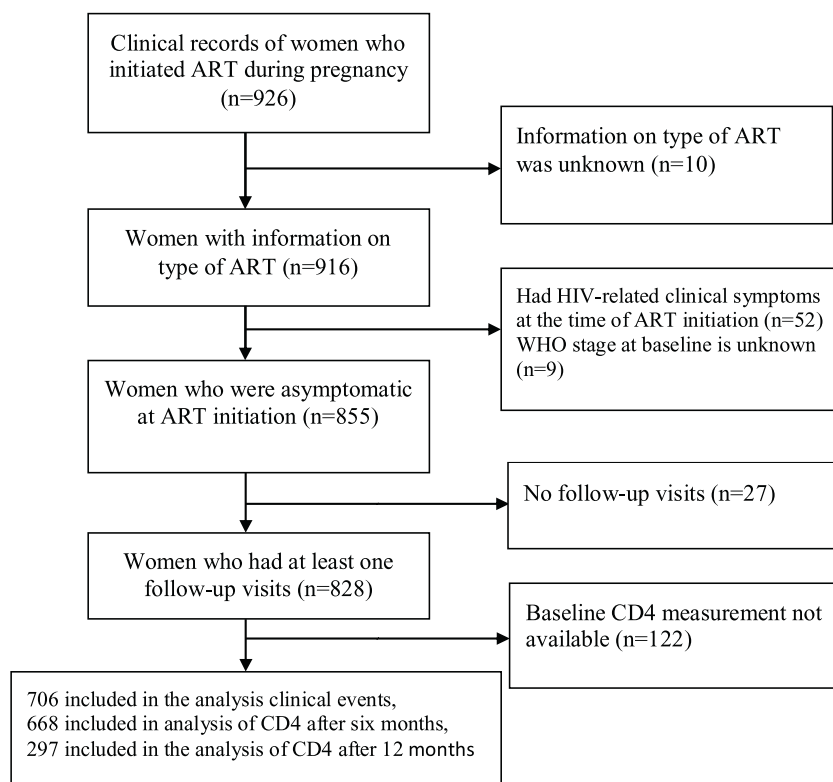 Clinical records of women who
initiated ART during pregnancy
(n=926)
Information on type of ART
was unknown (n=10)
Women with information on
type of ART (n=916)
Had HIV-related clinical symptoms
at the time of ART initiation (n=52)
WHO stage at baseline is unknown
(n=9)
Women who were asymptomatic
at ART initiation (n=855)
No follow-up visits (n=27)
Women who had at least one
follow-up visits (n=828)
Baseline CD4 measurement not
available (n=122)
706 included in the analysis clinical events,
668 included in analysis of CD4 after six months,
297 included in the analysis of CD4 after 12 months